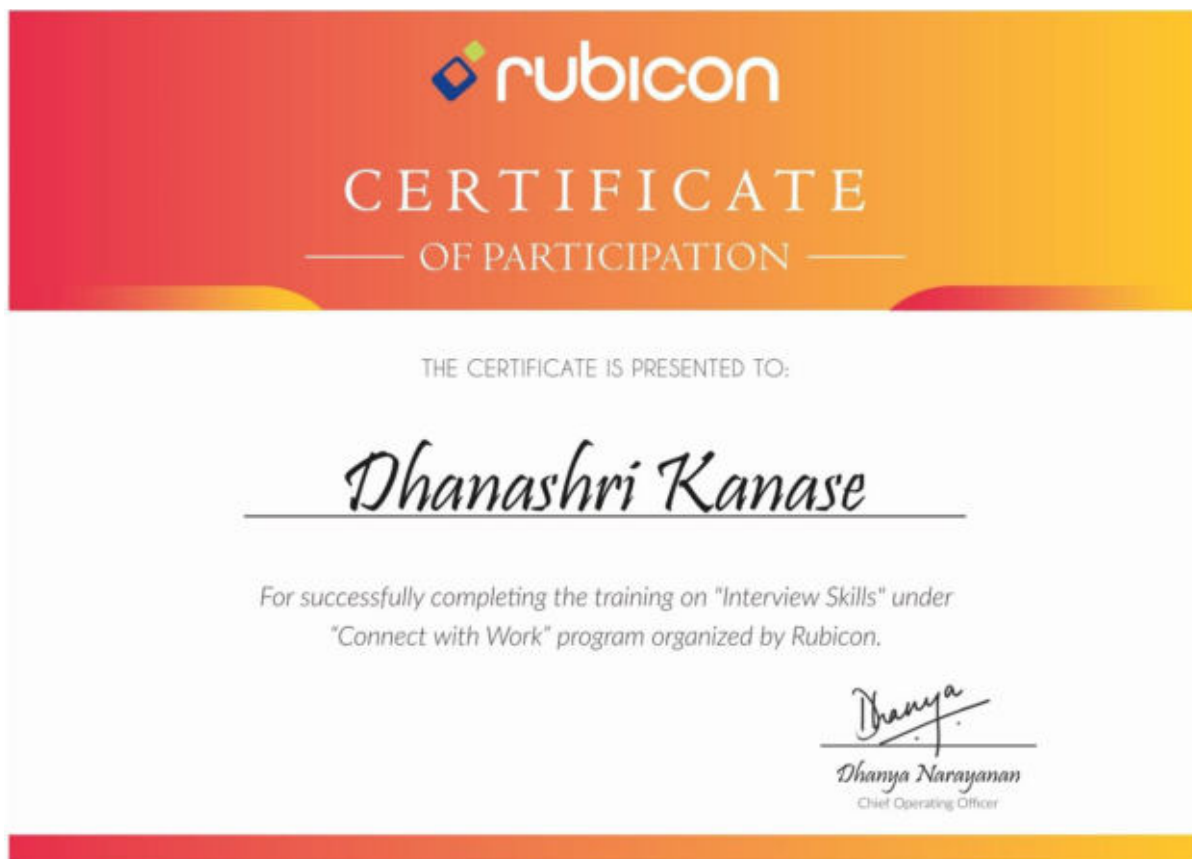 rubicon
CERTIFICATE
OF PARTICIPATION
THE CERTIFICATE IS PRESENTED TO:
Dhanashri Kanase
For successfully completing the training on "Interview Skills" under
"Connect with Work" program organized by Rubicon.
Dhanya
Dhanya Narayanan
Chief Operating Officer